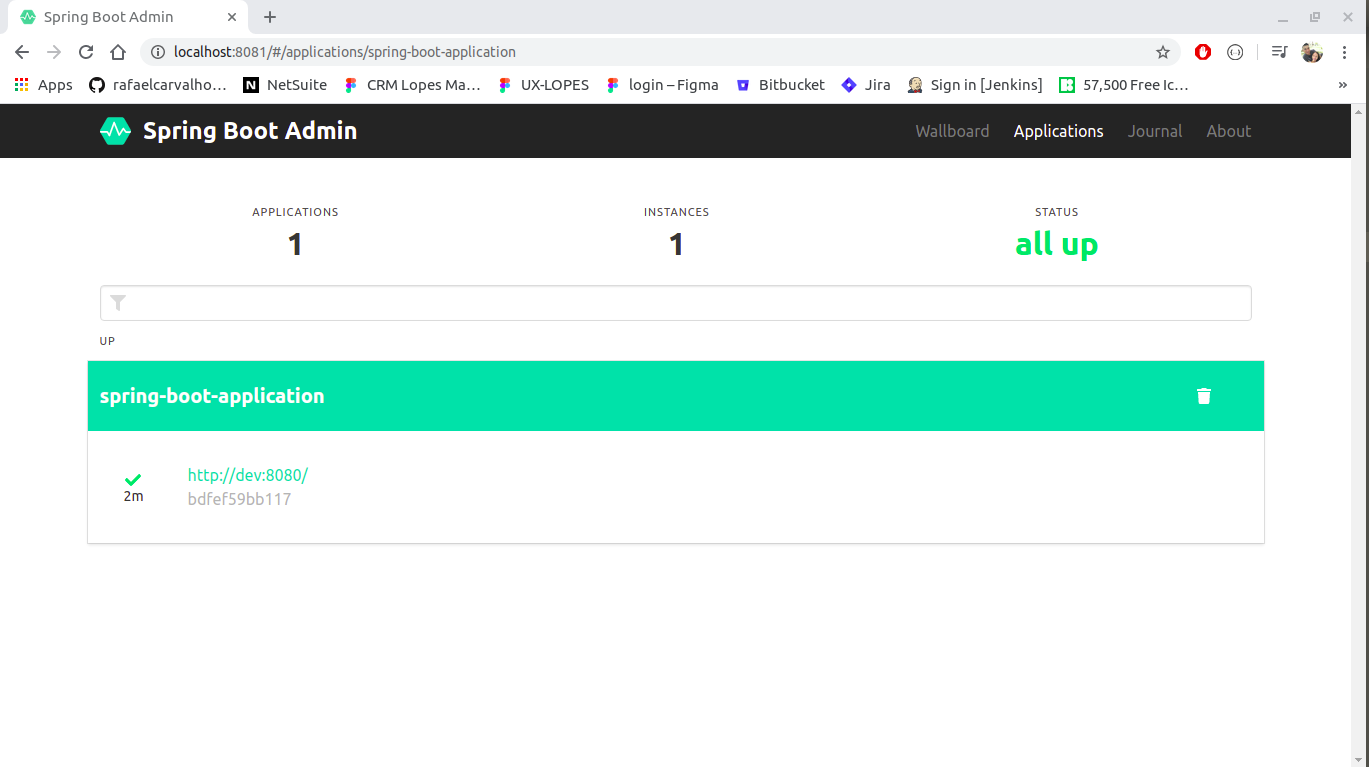 Spring Boot Admin
localhost:8081/#/applications/spring-boot-application
Apps rafaelcarvalho… NetSuite CRM Lopes Ma… UX-LOPES login – Figma Bitbucket Jira Sign in [Jenkins] 57,500 Free Ic… »
Spring Boot Admin Wallboard Applications Journal About
APPLICATIONS INSTANCES STATUS
1 1 all up
UP
spring-boot-application
http://dev:8080/
2m bdfef59bb117